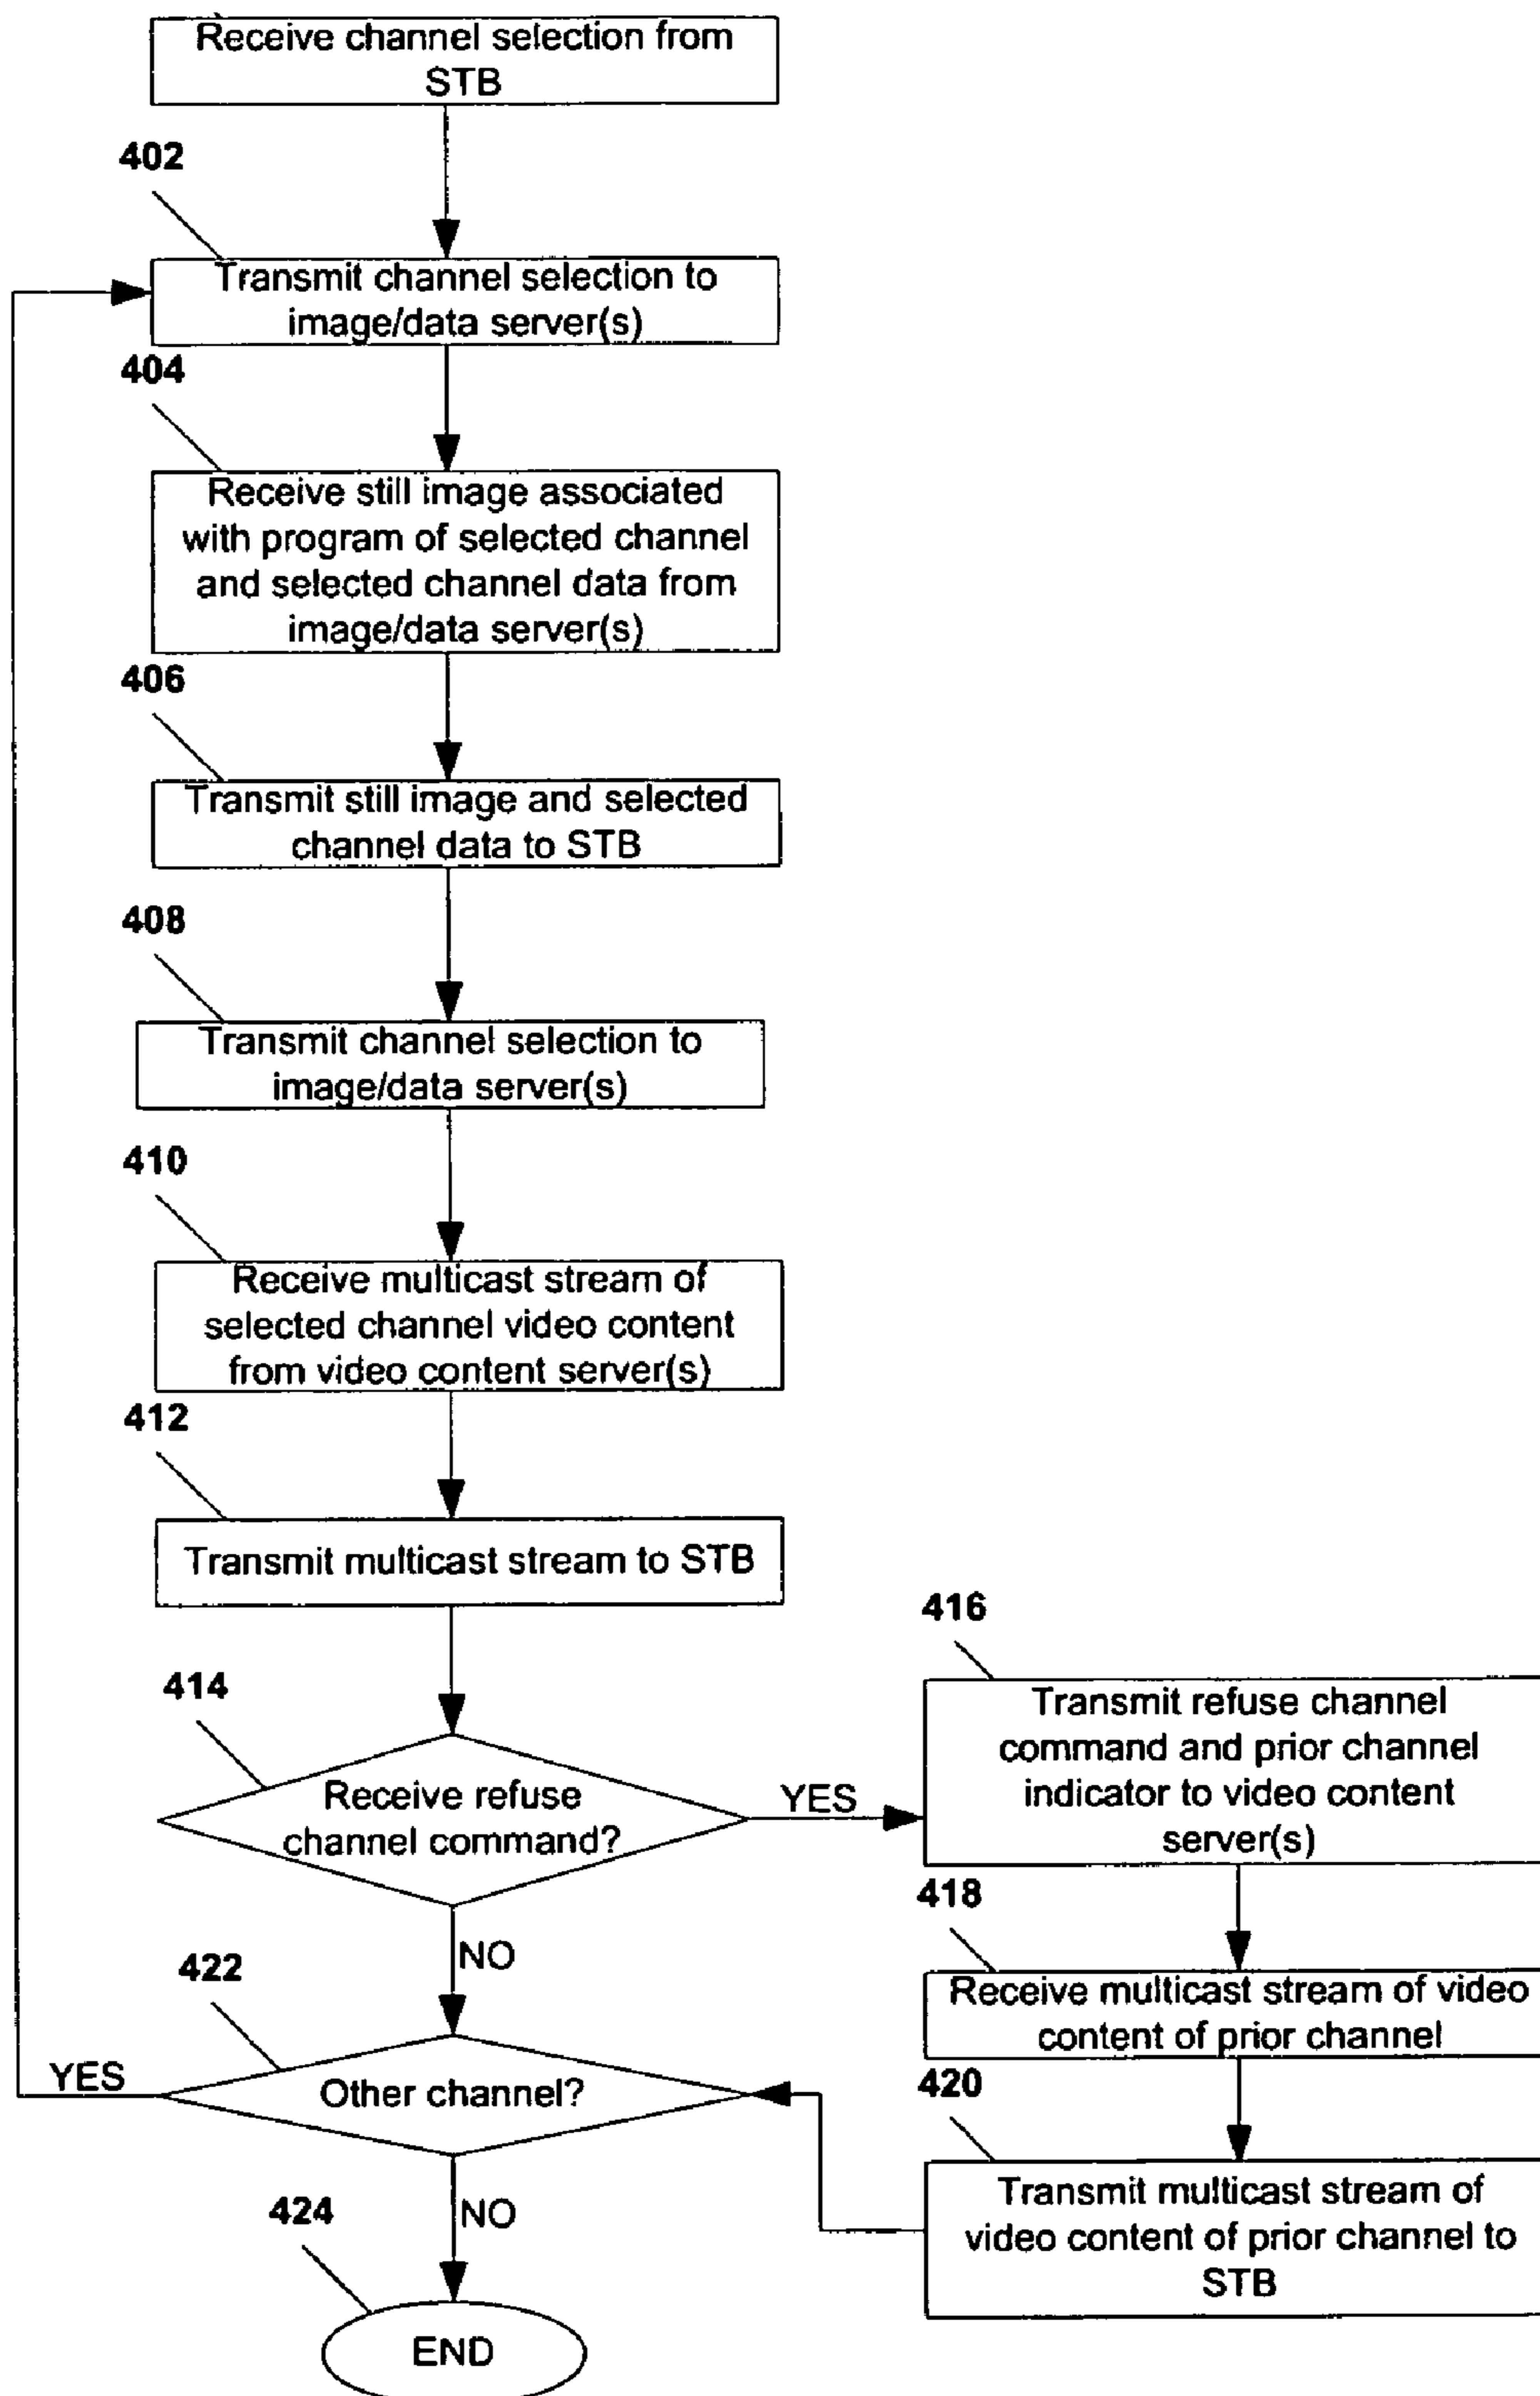 Receive channel selection from
STB
402
Transmit channel selection to
image/data server(s)
404
Receive still image associated
with program of selected channel
and selected channel data from
image/data server(s)
406
Transmit still image and selected
channel data to STB
408
Transmit channel selection to
image/data server(s)
410
Receive multicast stream of
selected channel video content
from video content server(s)
412
Transmit multicast stream to STB
414
Receive refuse
channel command?
YES
416
Transmit refuse channel
command and prior channel
indicator to video content
server(s)
418
Receive multicast stream of video
content of prior channel
420
Transmit multicast stream of
video content of prior channel to
STB
NO
422
Other channel?
YES
NO
424
END